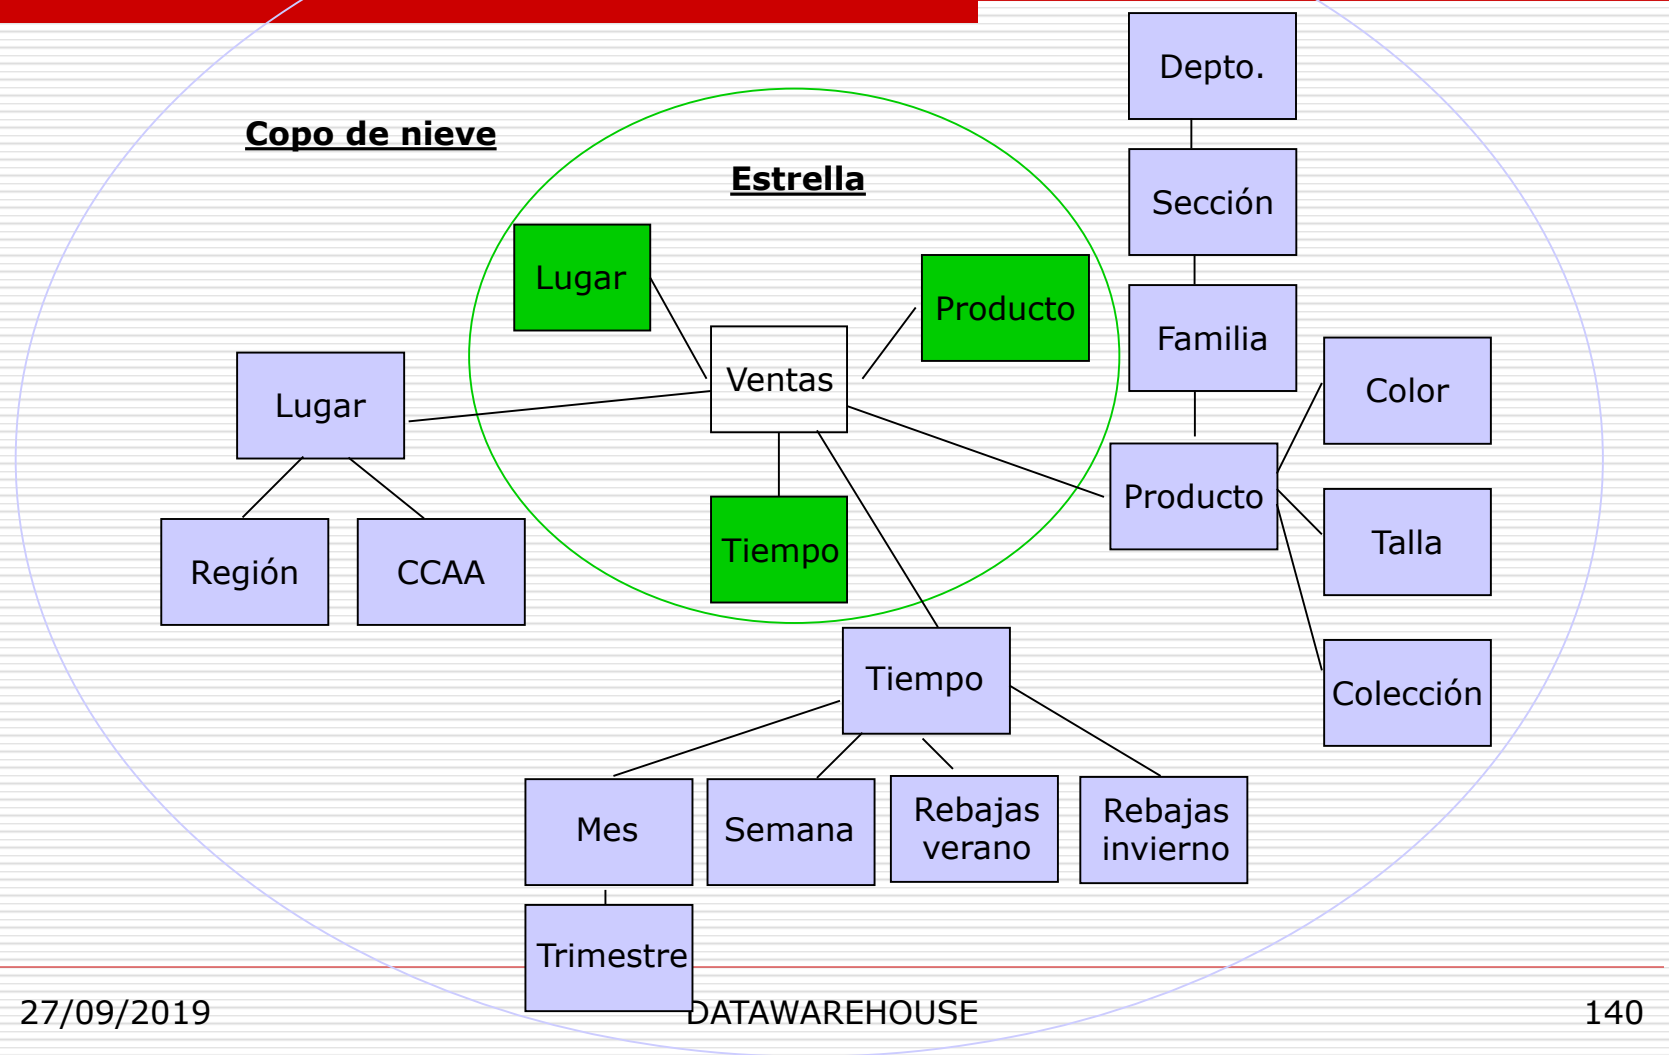 Depto.
Copo de nieve
Estrella
Sección
Lugar
Producto
Familia
Ventas
Color
Lugar
Producto
Talla
Tiempo
Región
CCAA
Tiempo
Colección
Mes
Semana
Rebajas
verano
Rebajas
invierno
Trimestre
27/09/2019
DATAWAREHOUSE
140